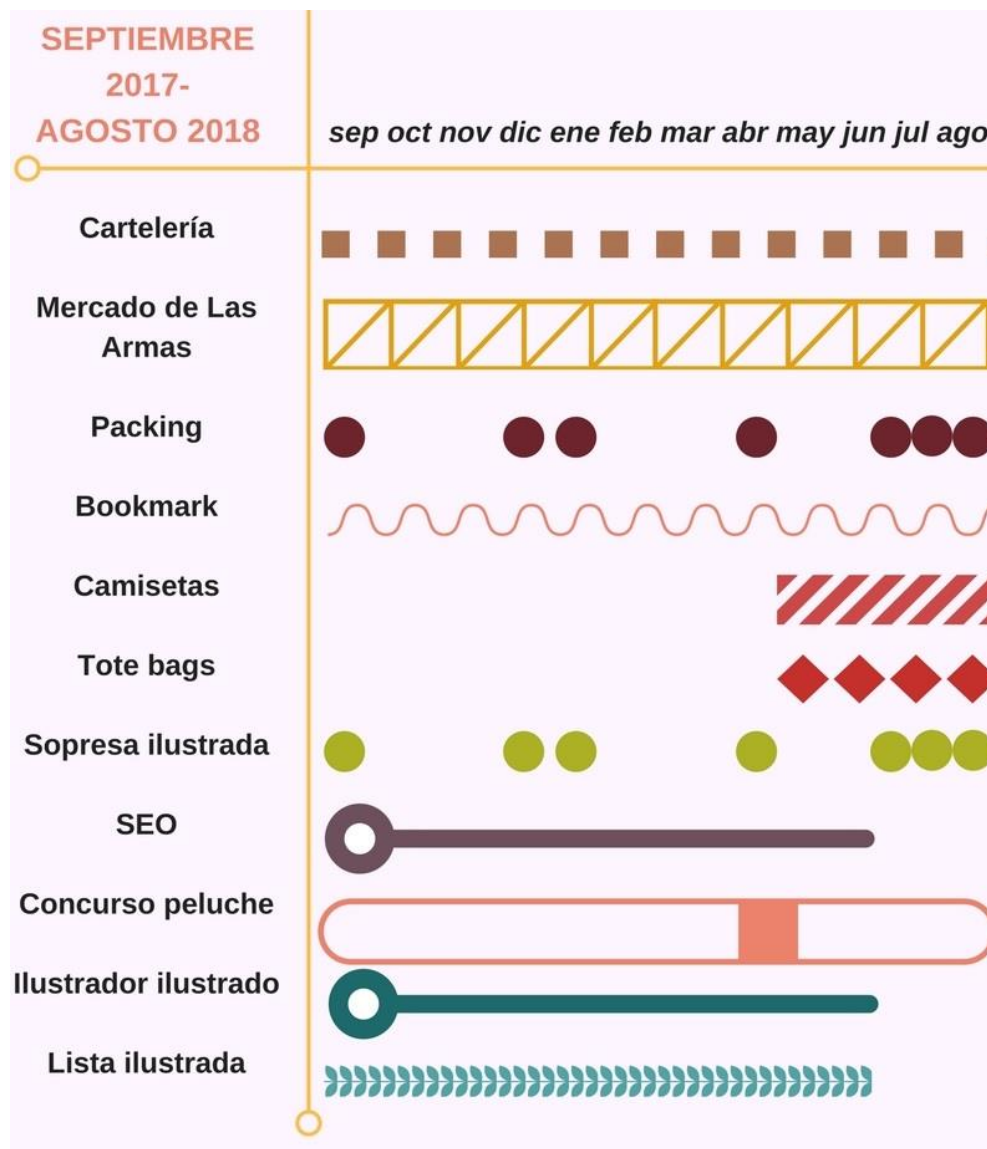 SEPTIEMBRE
2017-
AGOSTO 2018
sep oct nov dic ene feb mar abr may jun jul ago
Cartelería
Mercado de Las
Armas
Packing
Bookmark
Camisetas
Tote bags
Sopresa ilustrada
SEO
Concurso peluche
Ilustrador ilustrado
Lista ilustrada